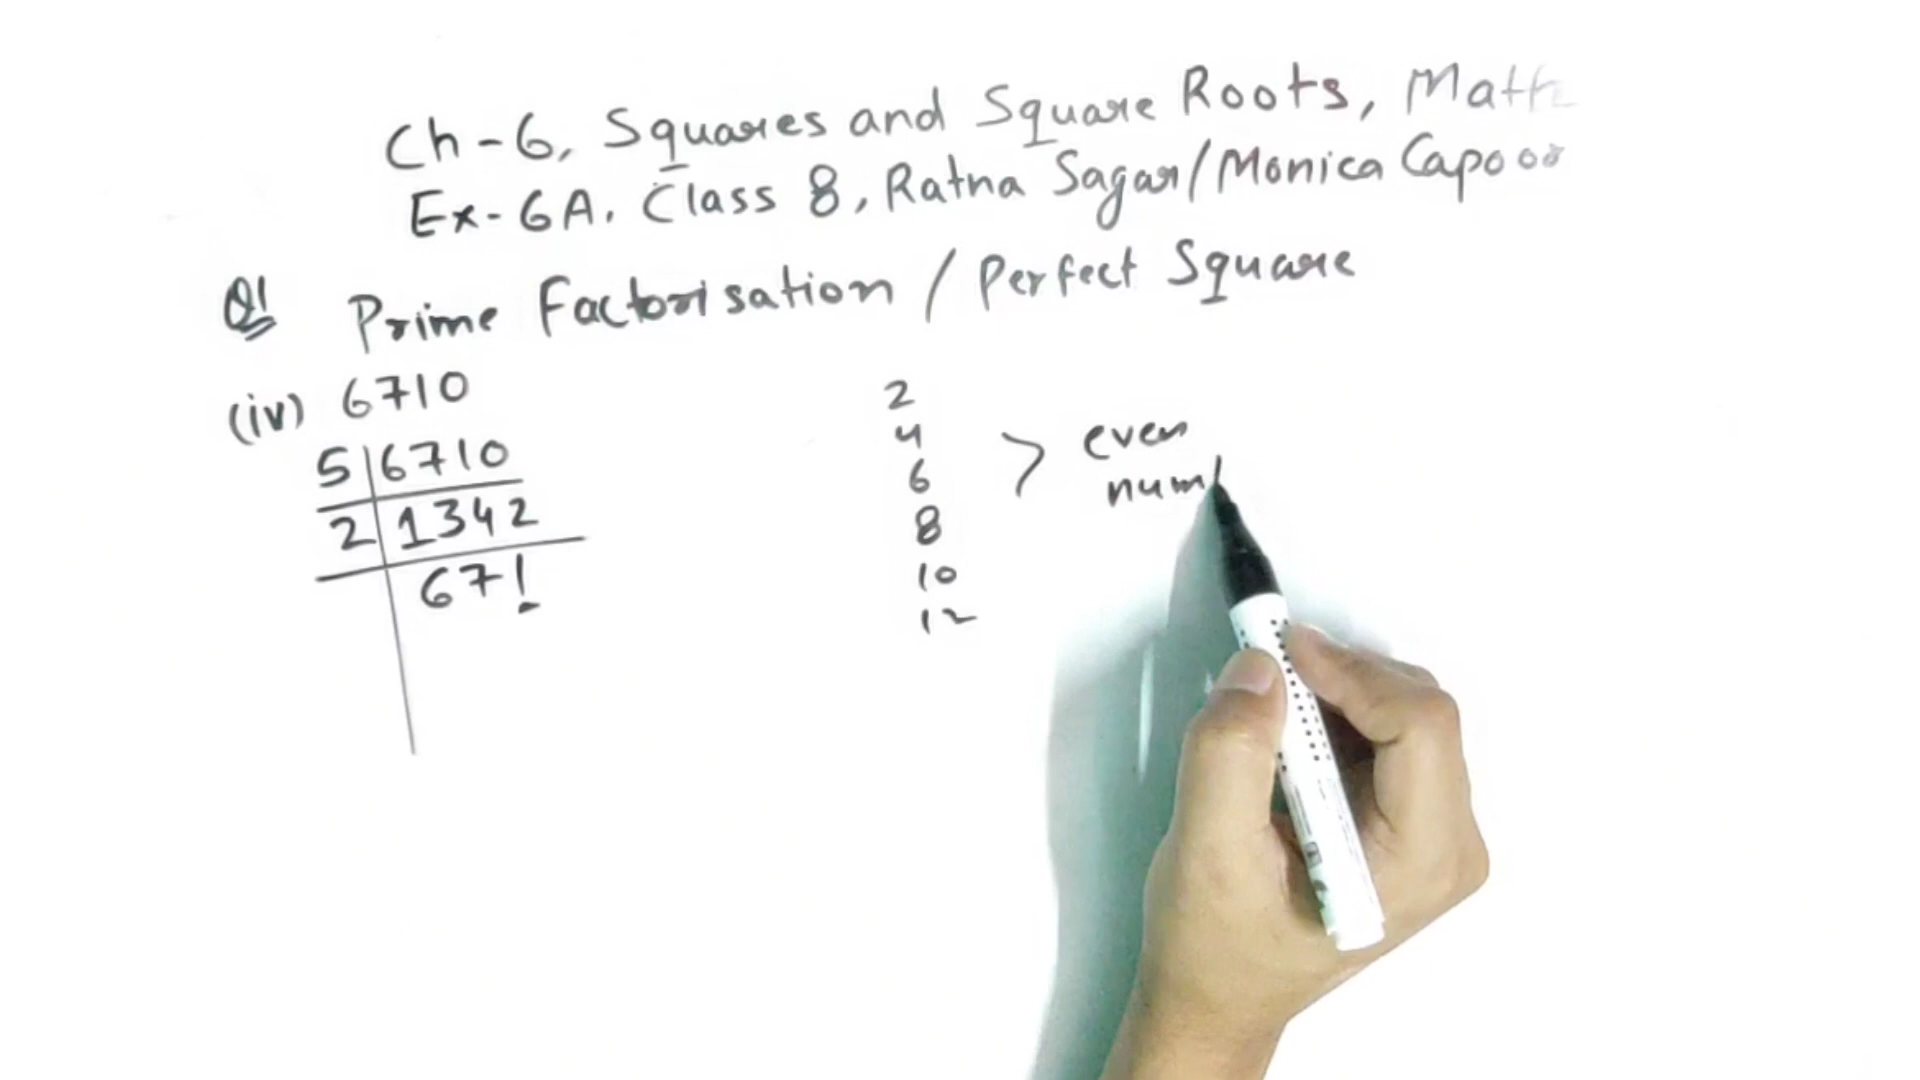 Ch-6, Squares and Square Roots, Math
Ex-6A, Class 8, Ratna Sagar/Monica Capoor
Q1 Prime Factorisation / Perfect Square
(iv) 6710
5 6710
2 1342
671
2
4
6
8
10
12
> even
num